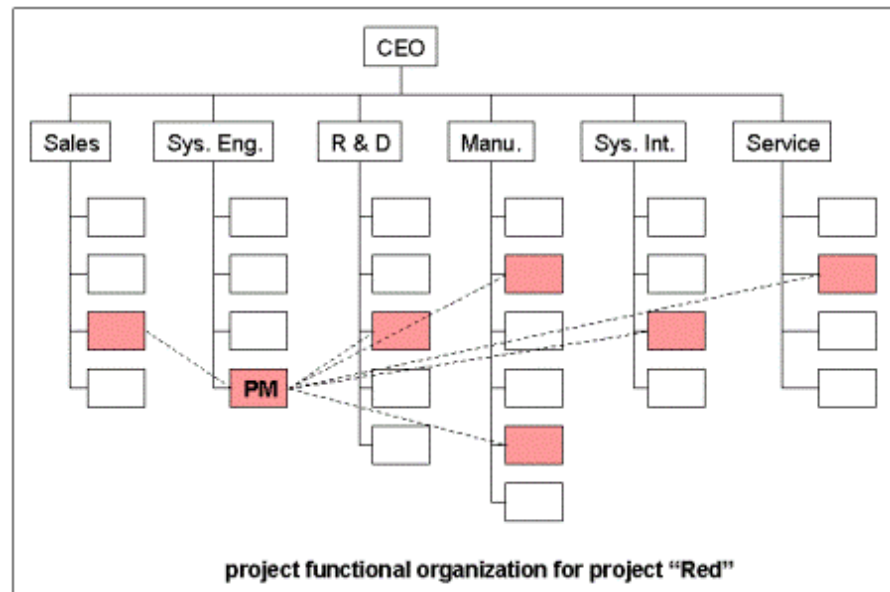 CEO
Sales
Sys. Eng.
R & D
Manu.
Sys. Int.
Service
PM
project functional organization for project “Red”